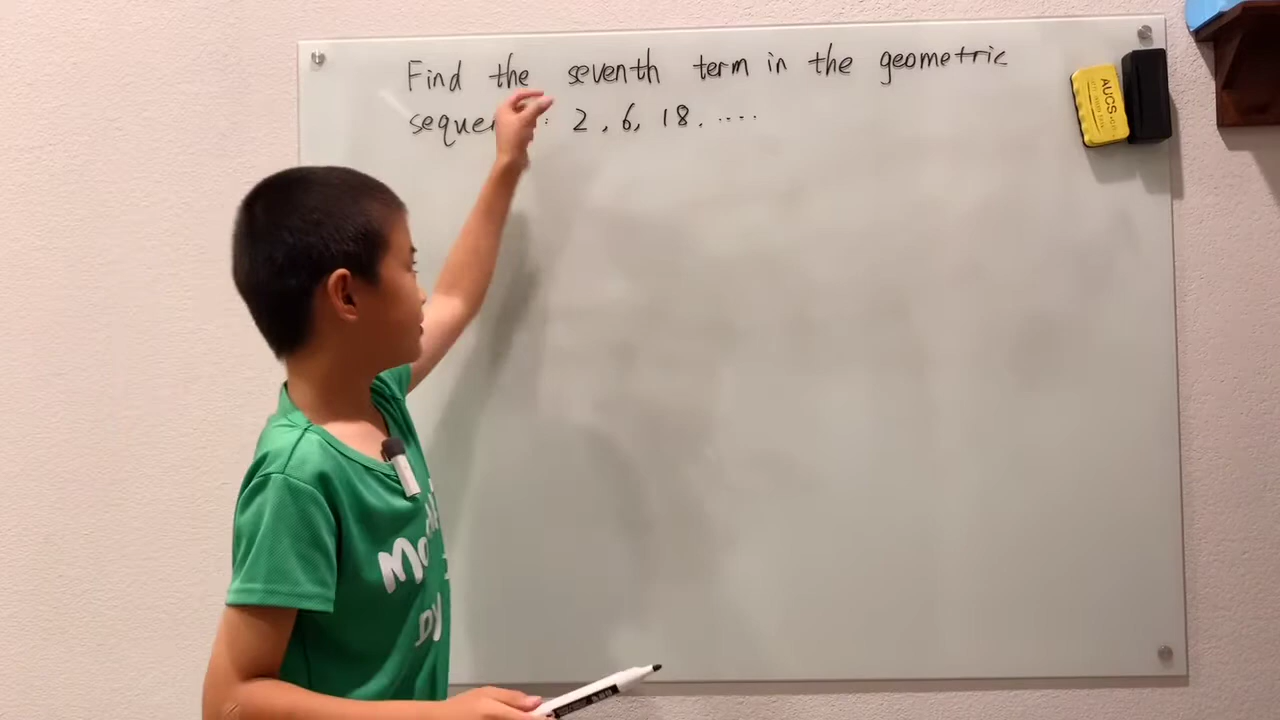 Find the seventh term in the geometric
: 2, 6, 18, ....
AUCS